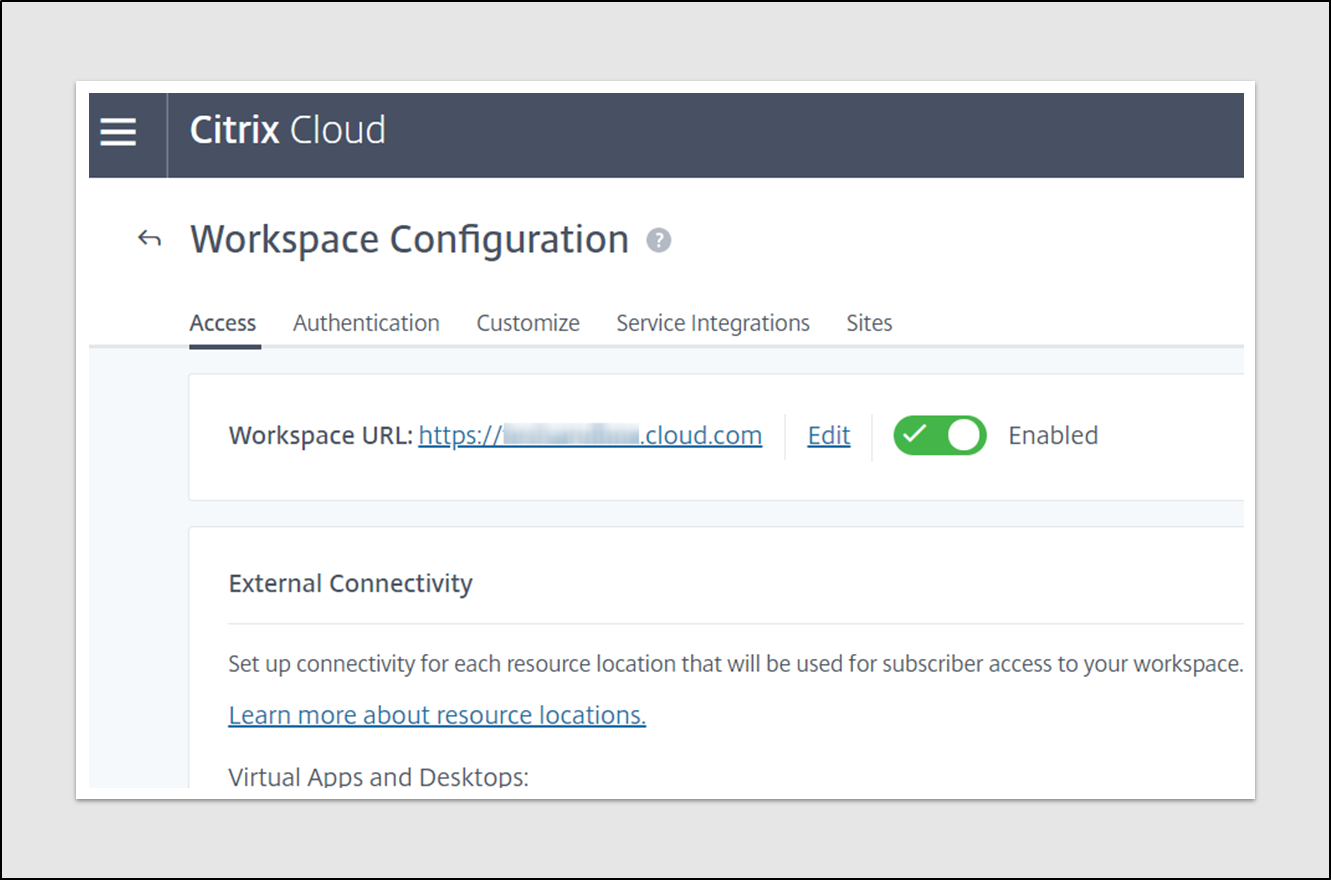 Citrix Cloud
Workspace Configuration ?
Access Authentication Customize Service Integrations Sites
Workspace URL: https:// .cloud.com Edit Enabled
External Connectivity
Set up connectivity for each resource location that will be used for subscriber access to your workspace.
Learn more about resource locations.
Virtual Apps and Desktops: